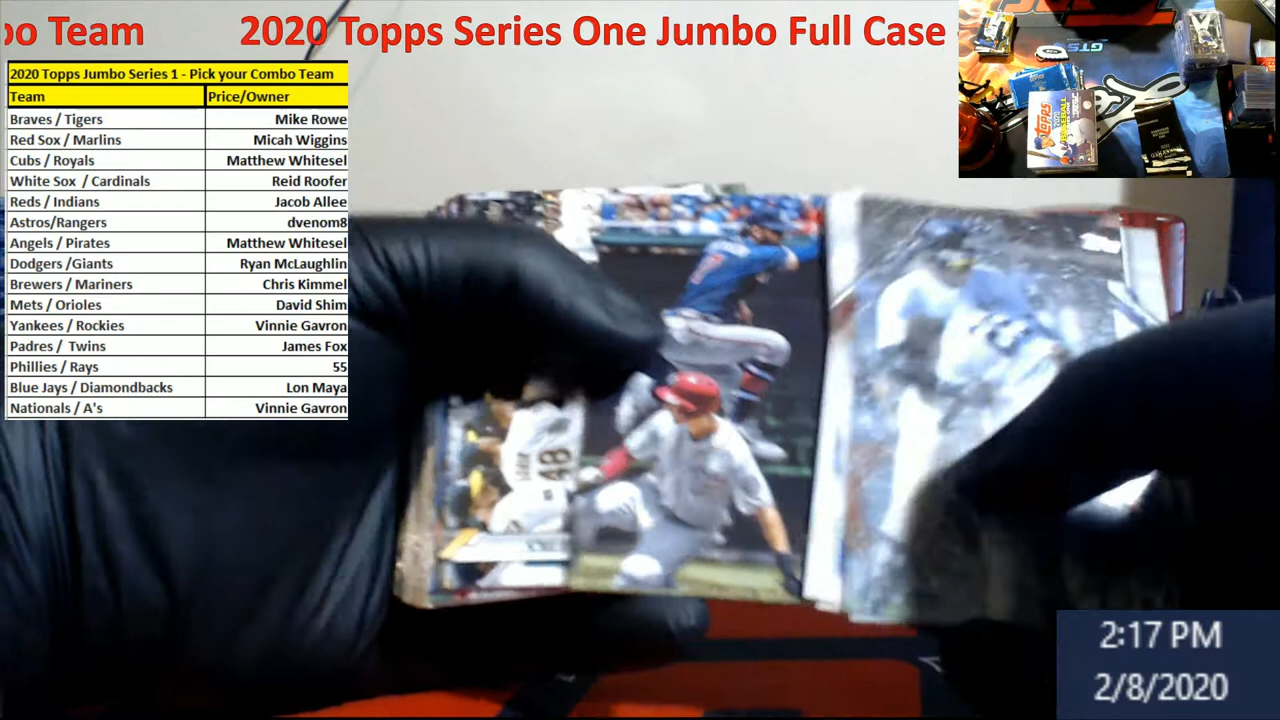 oo Team 2020 Topps Series One Jumbo Full Case
2020 Topps Jumbo Series 1 - Pick your Combo Team
Team Price/Owner
Braves / Tigers Mike Rowe
Red Sox / Marlins Micah Wiggins
Cubs / Royals Matthew Whitesel
White Sox / Cardinals Reid Roofer
Reds / Indians Jacob Allee
Astros/Rangers dvenom8
Angels / Pirates Matthew Whitesel
Dodgers /Giants Ryan McLaughlin
Brewers / Mariners Chris Kimmel
Mets / Orioles David Shim
Yankees / Rockies Vinnie Gavron
Padres / Twins James Fox
Phillies / Rays 55
Blue Jays / Diamondbacks Lon Maya
Nationals / A's Vinnie Gavron
GTS
Topps
48
2:17 PM
2/8/2020